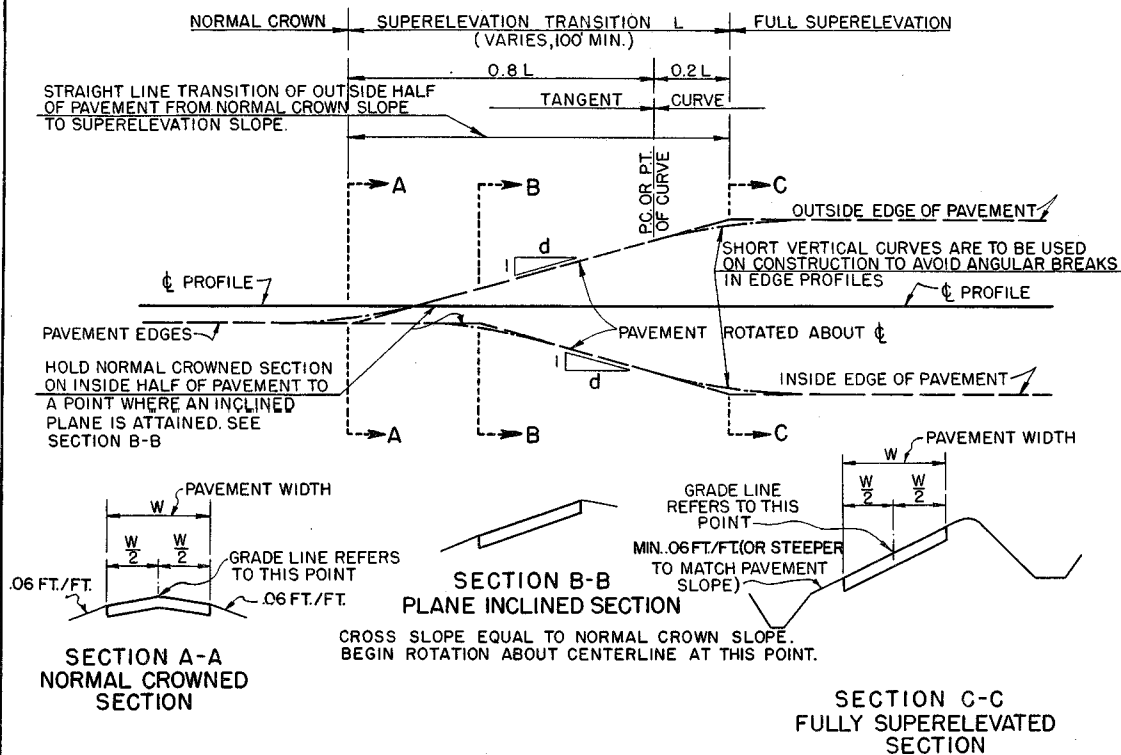 NORMAL CROWN
SUPERELEVATION TRANSITION L
(VARIES, 100' MIN.)
FULL SUPERELEVATION
0.8 L
0.2 L
STRAIGHT LINE TRANSITION OF OUTSIDE HALF
OF PAVEMENT FROM NORMAL CROWN SLOPE
TO SUPERELEVATION SLOPE.
TANGENT
CURVE
P.C. OR P.T.
OF CURVE
A
B
C
OUTSIDE EDGE OF PAVEMENT
d
1
SHORT VERTICAL CURVES ARE TO BE USED
ON CONSTRUCTION TO AVOID ANGULAR BREAKS
IN EDGE PROFILES
℄ PROFILE
℄ PROFILE
PAVEMENT EDGES
PAVEMENT ROTATED ABOUT ℄
HOLD NORMAL CROWNED SECTION
ON INSIDE HALF OF PAVEMENT TO
A POINT WHERE AN INCLINED
PLANE IS ATTAINED. SEE
SECTION B-B
1
d
INSIDE EDGE OF PAVEMENT
A
B
C
PAVEMENT WIDTH
W
W/2
W/2
GRADE LINE REFERS
TO THIS POINT
.06 FT./FT.
.06 FT./FT.
SECTION A-A
NORMAL CROWNED
SECTION
SECTION B-B
PLANE INCLINED SECTION
CROSS SLOPE EQUAL TO NORMAL CROWN SLOPE.
BEGIN ROTATION ABOUT CENTERLINE AT THIS POINT.
PAVEMENT WIDTH
W
W/2
W/2
GRADE LINE
REFERS TO THIS
POINT
MIN. .06 FT./FT.(OR STEEPER
TO MATCH PAVEMENT
SLOPE)
SECTION C-C
FULLY SUPERELEVATED
SECTION